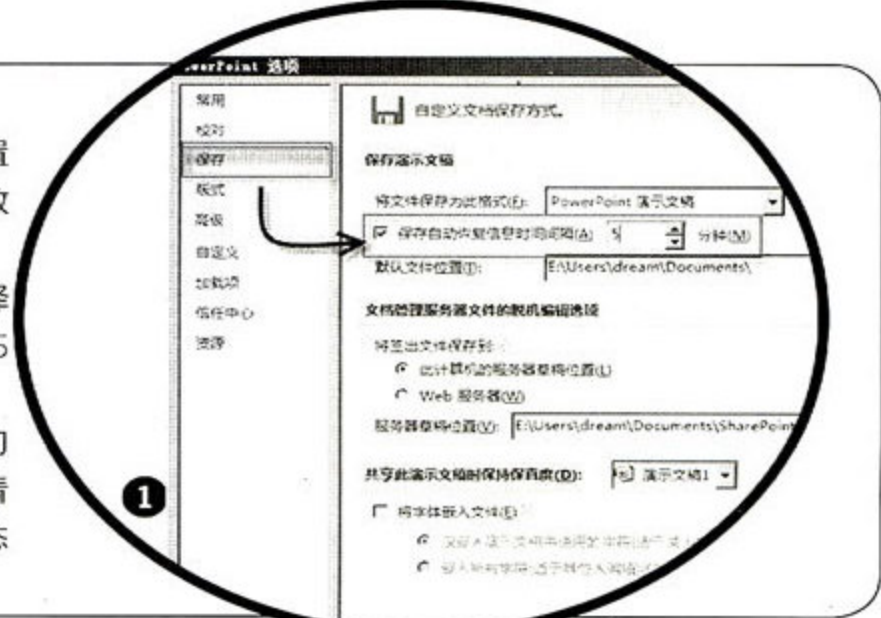 PowerPoint 选项
常用
校对
保存
版式
高级
自定义
加载项
信任中心
资源
自定义文档保存方式。
保存演示文稿
将文件保存为此格式(F): PowerPoint 演示文稿
保存自动恢复信息时间间隔(A) 5 分钟(M)
默认文件位置(I): E:\Users\dream\Documents\
文档管理服务器文件的脱机编辑选项
将签出文件保存到:
此计算机的服务器草稿位置(L)
Web 服务器(W)
服务器草稿位置(V): E:\Users\dream\Documents\SharePoint
共享此演示文稿时保持保真度(D): 演示文稿1
将字体嵌入文件(E)
1